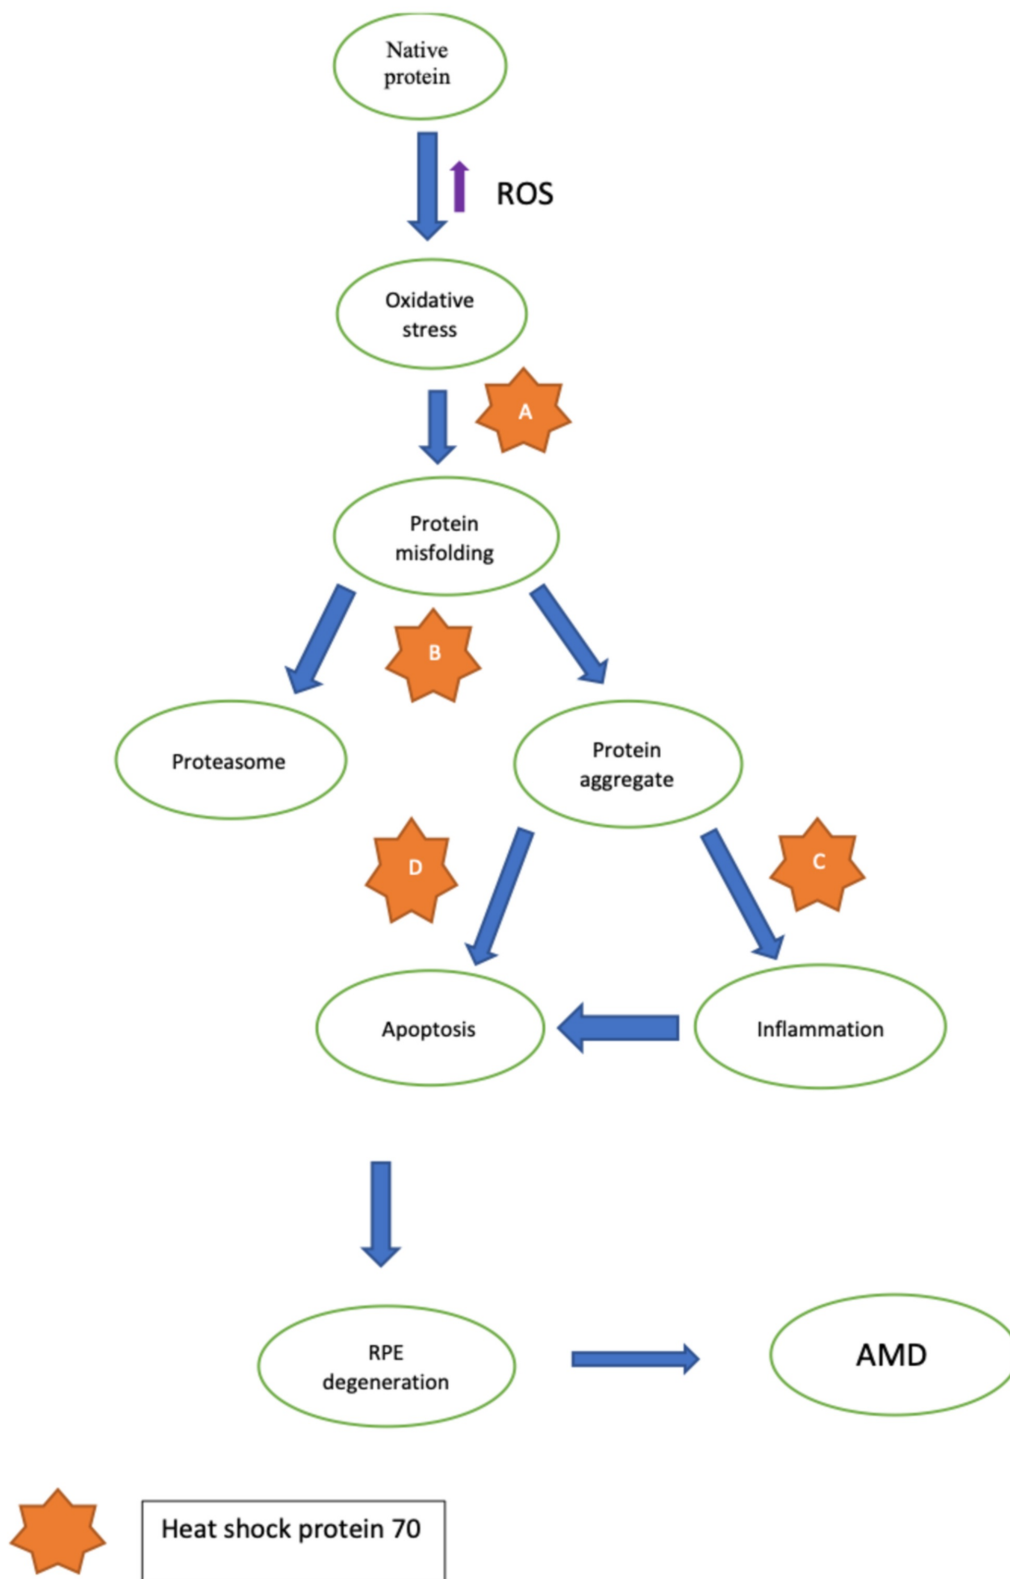 Native
protein
ROS
Oxidative
stress
A
Protein
misfolding
B
Proteasome
Protein
aggregate
D
C
Apoptosis
Inflammation
RPE
degeneration
AMD
Heat shock protein 70